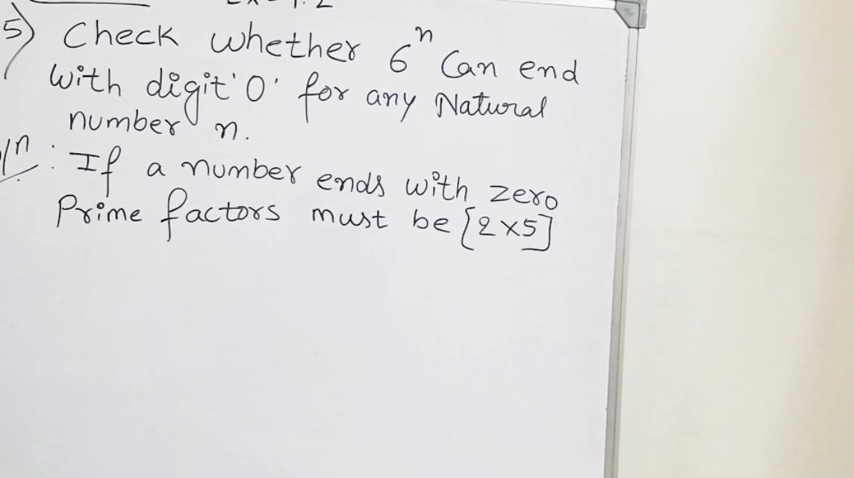 5) Check whether 6ⁿ Can end
with digit '0' for any Natural
number n.
: If a number ends with zero
Prime factors must be [2×5]